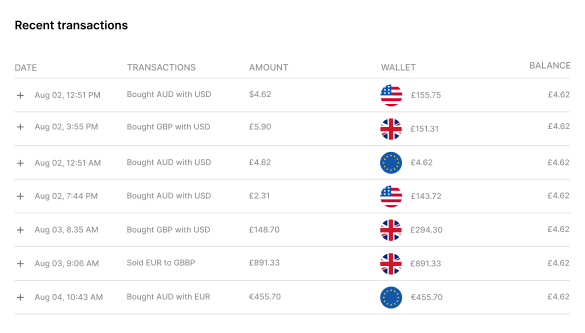 Recent transactions
DATE TRANSACTIONS AMOUNT WALLET BALANCE
+ Aug 02, 12:51 PM Bought AUD with USD $4.62 £155.75 £4.62
+ Aug 02, 3:55 PM Bought GBP with USD £5.90 £151.31 £4.62
+ Aug 02, 12:51 AM Bought AUD with USD £4.62 £4.62 £4.62
+ Aug 02, 7:44 PM Bought AUD with USD £2.31 £143.72 £4.62
+ Aug 03, 8.35 AM Bought GBP with USD £148.70 £294.30 £4.62
+ Aug 03, 9:06 AM Sold EUR to GBBP £891.33 £891.33 £4.62
+ Aug 04, 10:43 AM Bought AUD with EUR €455.70 €455.70 £4.62